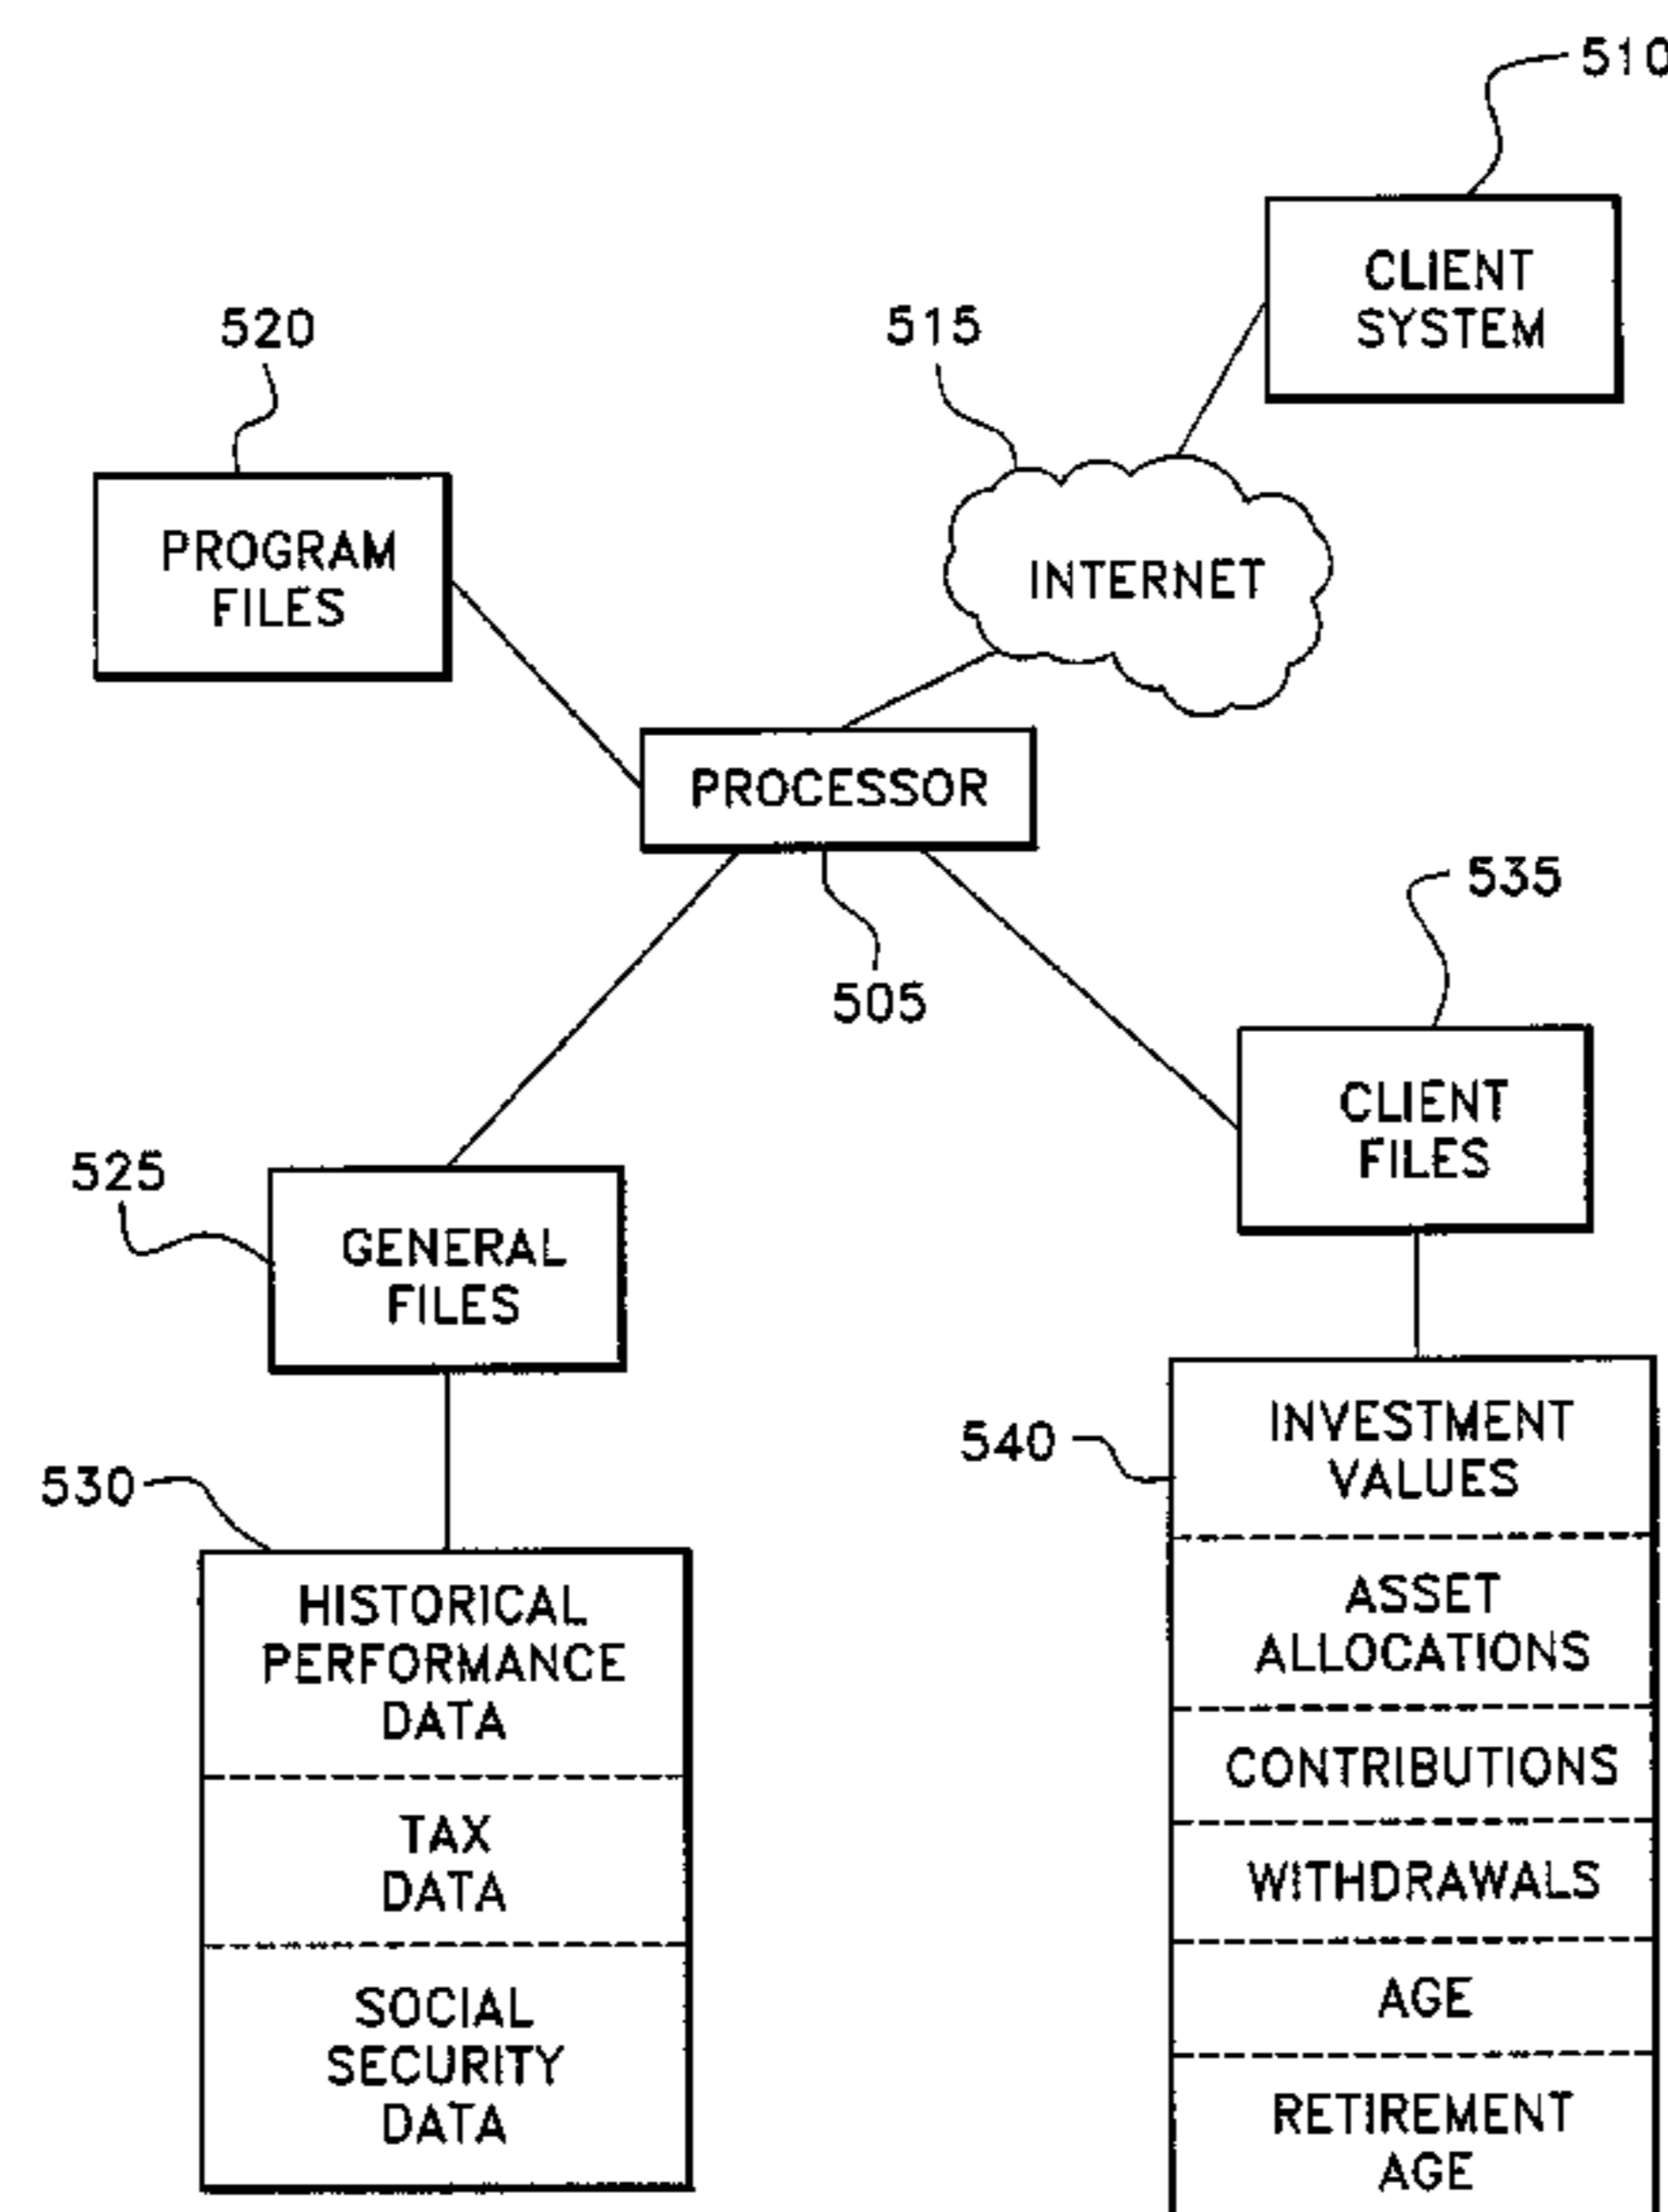 510
CLIENT
SYSTEM
520
515
PROGRAM
FILES
INTERNET
PROCESSOR
535
505
CLIENT
FILES
525
GENERAL
FILES
540
INVESTMENT
VALUES
530
ASSET
ALLOCATIONS
HISTORICAL
PERFORMANCE
DATA
CONTRIBUTIONS
TAX
DATA
WITHDRAWALS
AGE
SOCIAL
SECURITY
DATA
RETIREMENT
AGE